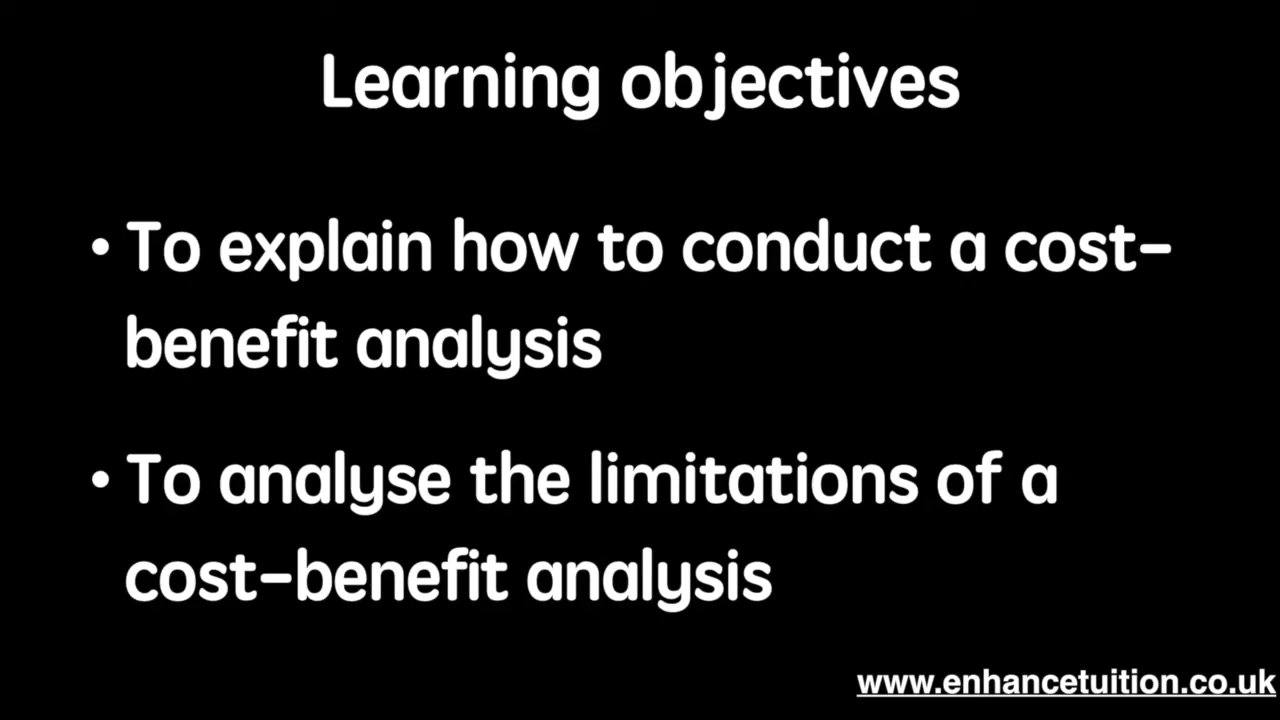 Learning objectives
• To explain how to conduct a cost-
benefit analysis
• To analyse the limitations of a
cost-benefit analysis
www.enhancetuition.co.uk